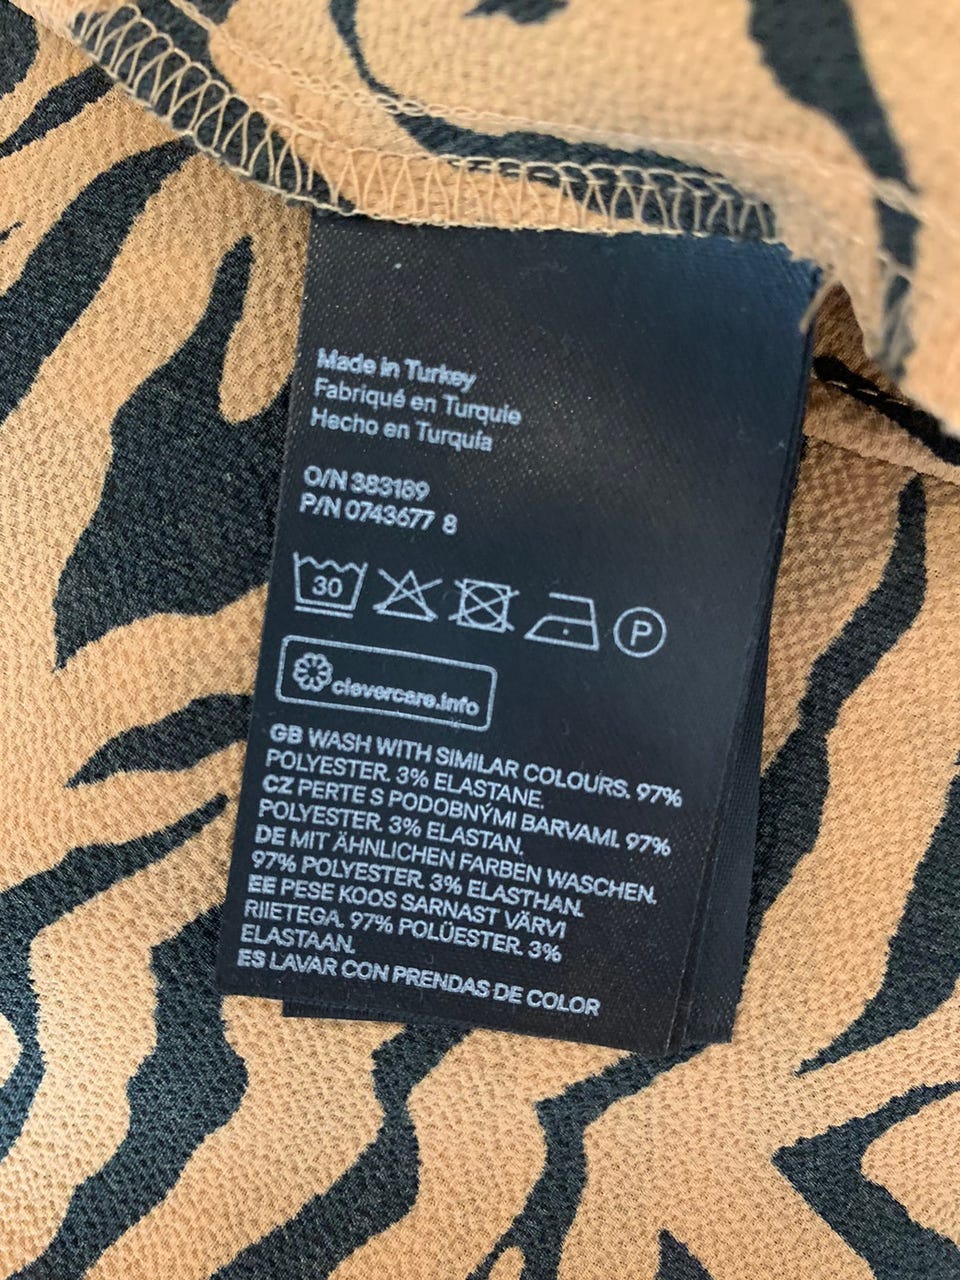 Made in Turkey
Fabriqué en Turquie
Hecho en Turquía
O/N 383189
P/N 0743677 8
30 P
clevercare.info
GB WASH WITH SIMILAR COLOURS. 97%
POLYESTER. 3% ELASTANE.
CZ PERTE S PODOBNÝMI BARVAMI. 97%
POLYESTER. 3% ELASTAN.
DE MIT ÄHNLICHEN FARBEN WASCHEN.
97% POLYESTER. 3% ELASTHAN.
EE PESE KOOS SARNAST VÄRVI
RIIETEGA. 97% POLÜESTER. 3%
ELASTAAN.
ES LAVAR CON PRENDAS DE COLOR